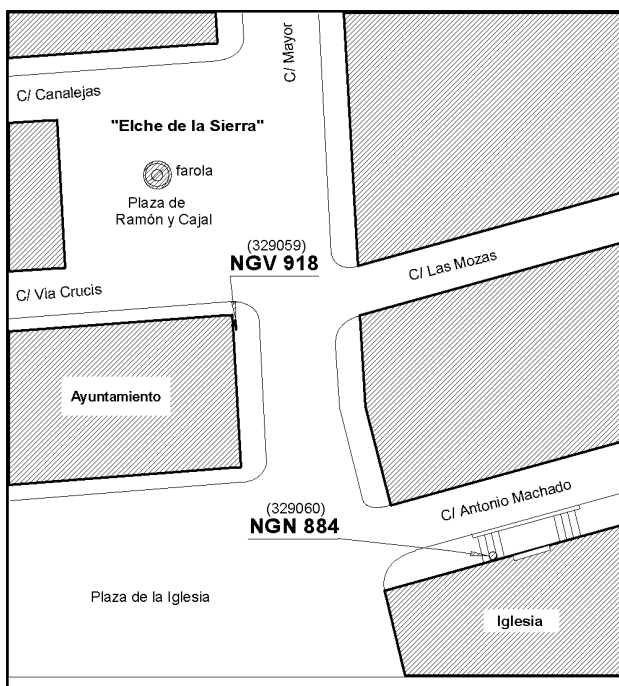 C/ Mayor
C/ Canalejas
"Elche de la Sierra"
farola
Plaza de
Ramón y Cajal
(329059)
NGV 918
C/ Las Mozas
C/ Via Crucis
Ayuntamiento
(329060)
NGN 884
C/ Antonio Machado
Plaza de la Iglesia
Iglesia